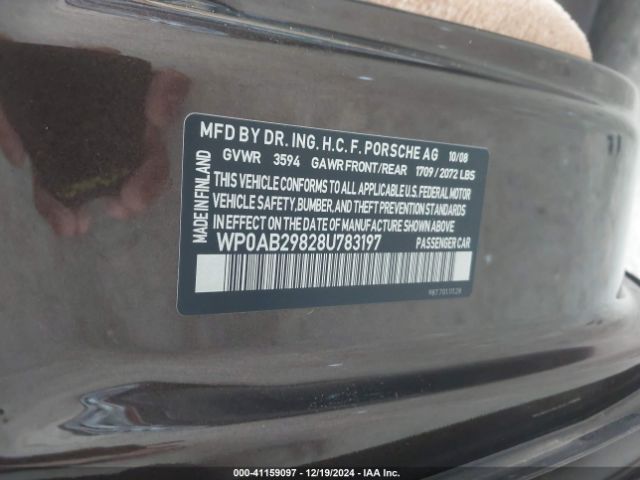 MFD BY DR. ING. H.C. F. PORSCHE AG 10/08
GVWR 3594 GAWR FRONT/REAR 1709 / 2072 LBS
THIS VEHICLE CONFORMS TO ALL APPLICABLE U.S. FEDERAL MOTOR
VEHICLE SAFETY, BUMPER, AND THEFT PREVENTION STANDARDS
IN EFFECT ON THE DATE OF MANUFACTURE SHOWN ABOVE.
WP0AB29828U783197 PASSENGER CAR
MADE IN FINLAND
000-41159097 - 12/19/2024 - IAA Inc.